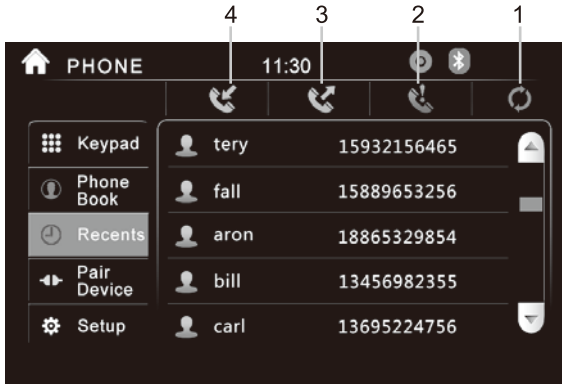 4 3 2 1
PHONE 11:30
Keypad
Phone
Book
Recents
Pair
Device
Setup
tery 15932156465
fall 15889653256
aron 18865329854
bill 13456982355
carl 13695224756